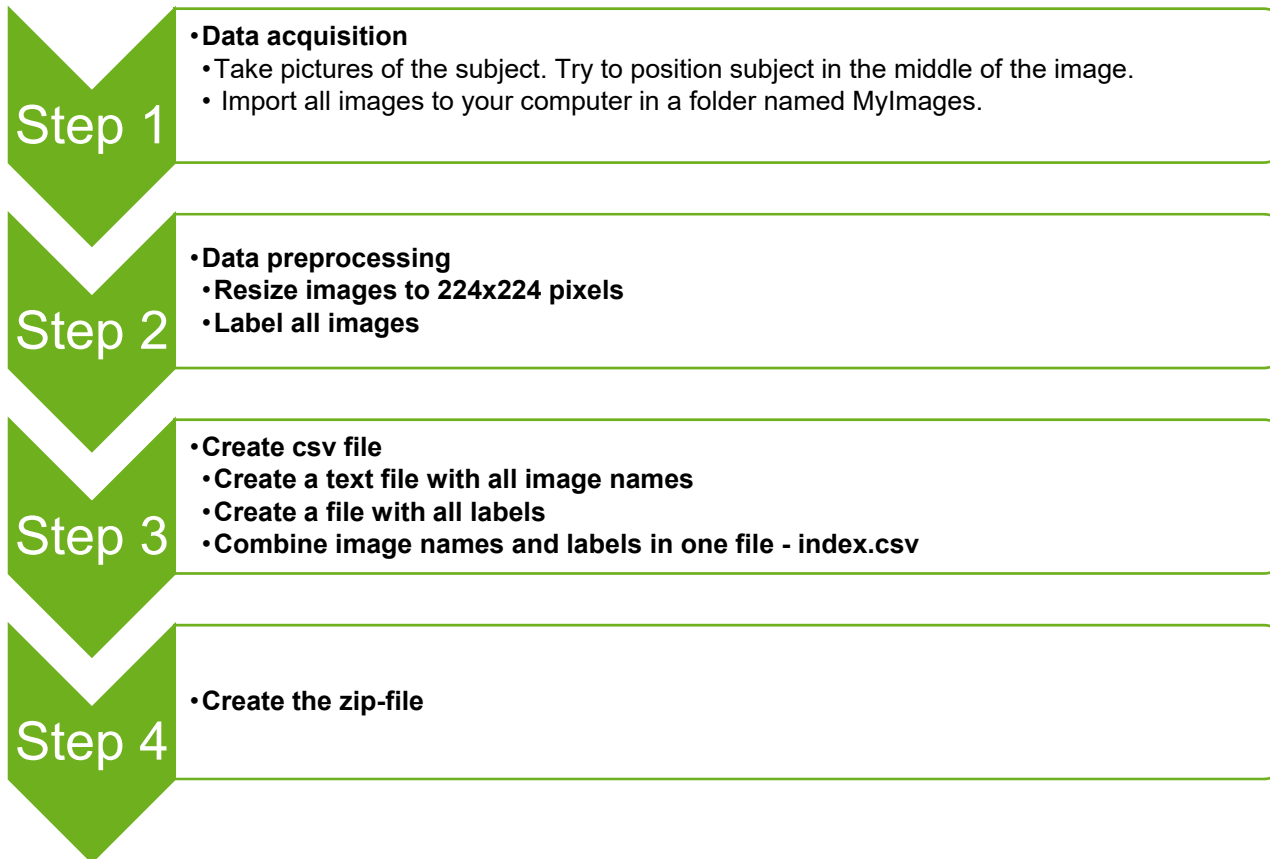 Step 1
•Data acquisition
•Take pictures of the subject. Try to position subject in the middle of the image.
• Import all images to your computer in a folder named MyImages.
Step 2
•Data preprocessing
•Resize images to 224x224 pixels
•Label all images
Step 3
•Create csv file
•Create a text file with all image names
•Create a file with all labels
•Combine image names and labels in one file - index.csv
Step 4
•Create the zip-file